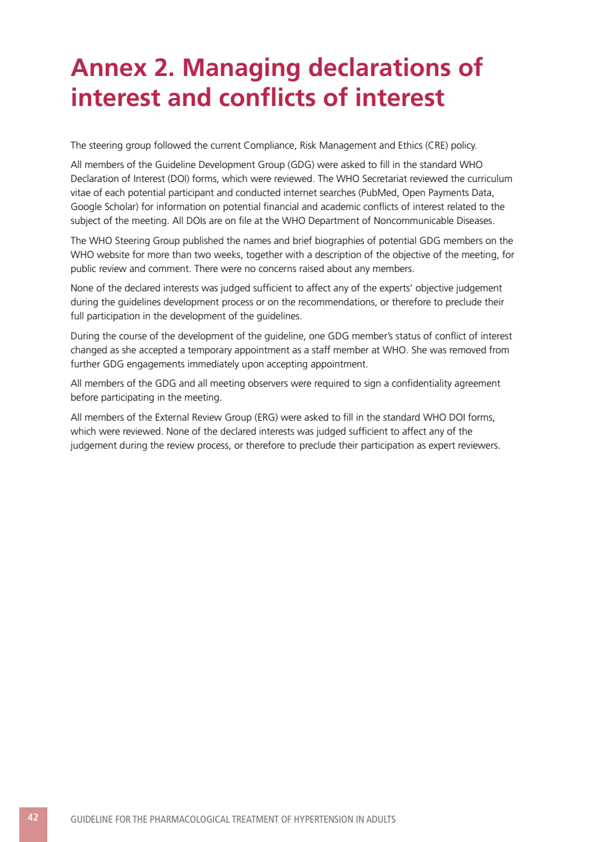 Annex 2. Managing declarations of
interest and conflicts of interest
The steering group followed the current Compliance, Risk Management and Ethics (CRE) policy.
All members of the Guideline Development Group (GDG) were asked to fill in the standard WHO
Declaration of Interest (DOI) forms, which were reviewed. The WHO Secretariat reviewed the curriculum
vitae of each potential participant and conducted internet searches (PubMed, Open Payments Data,
Google Scholar) for information on potential financial and academic conflicts of interest related to the
subject of the meeting. All DOIs are on file at the WHO Department of Noncommunicable Diseases.
The WHO Steering Group published the names and brief biographies of potential GDG members on the
WHO website for more than two weeks, together with a description of the objective of the meeting, for
public review and comment. There were no concerns raised about any members.
None of the declared interests was judged sufficient to affect any of the experts’ objective judgement
during the guidelines development process or on the recommendations, or therefore to preclude their
full participation in the development of the guidelines.
During the course of the development of the guideline, one GDG member’s status of conflict of interest
changed as she accepted a temporary appointment as a staff member at WHO. She was removed from
further GDG engagements immediately upon accepting appointment.
All members of the GDG and all meeting observers were required to sign a confidentiality agreement
before participating in the meeting.
All members of the External Review Group (ERG) were asked to fill in the standard WHO DOI forms,
which were reviewed. None of the declared interests was judged sufficient to affect any of the
judgement during the review process, or therefore to preclude their participation as expert reviewers.
42
GUIDELINE FOR THE PHARMACOLOGICAL TREATMENT OF HYPERTENSION IN ADULTS